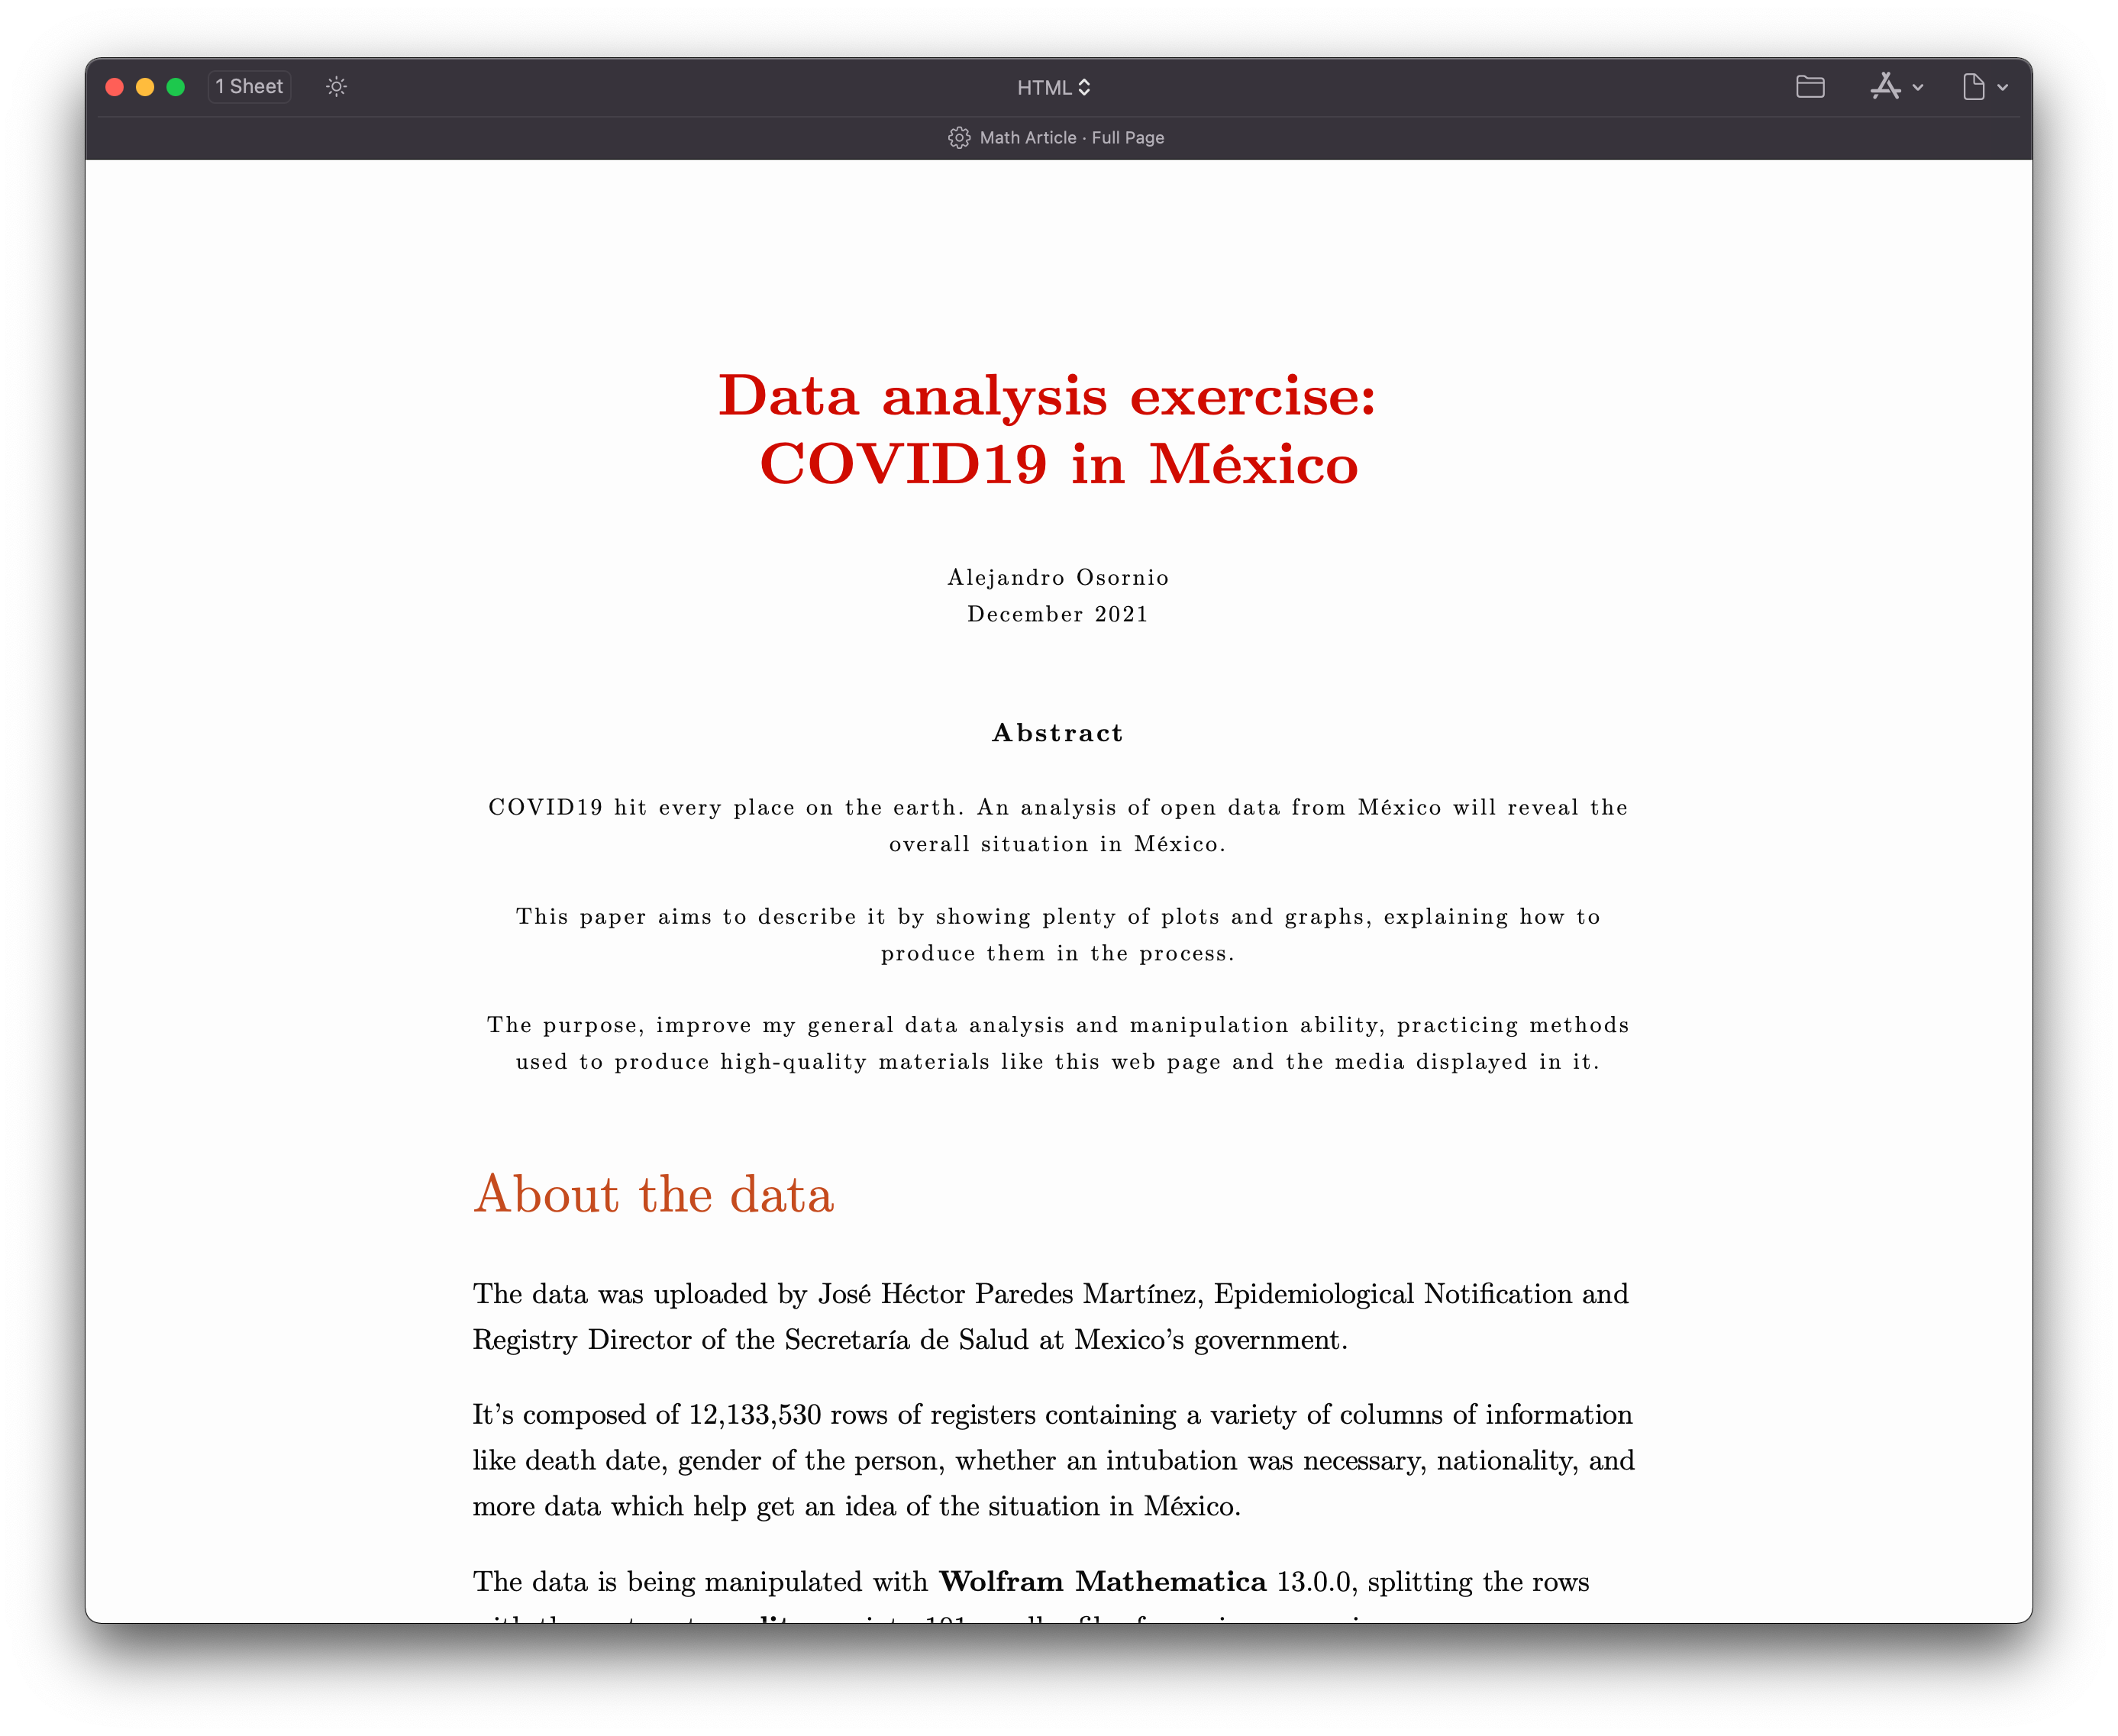 1 Sheet
HTML
Math Article · Full Page
Data analysis exercise:
COVID19 in México
Alejandro Osornio
December 2021
Abstract
COVID19 hit every place on the earth. An analysis of open data from México will reveal the
overall situation in México.
This paper aims to describe it by showing plenty of plots and graphs, explaining how to
produce them in the process.
The purpose, improve my general data analysis and manipulation ability, practicing methods
used to produce high-quality materials like this web page and the media displayed in it.
About the data
The data was uploaded by José Héctor Paredes Martínez, Epidemiological Notification and
Registry Director of the Secretaría de Salud at Mexico’s government.
It’s composed of 12,133,530 rows of registers containing a variety of columns of information
like death date, gender of the person, whether an intubation was necessary, nationality, and
more data which help get an idea of the situation in México.
The data is being manipulated with Wolfram Mathematica 13.0.0, splitting the rows